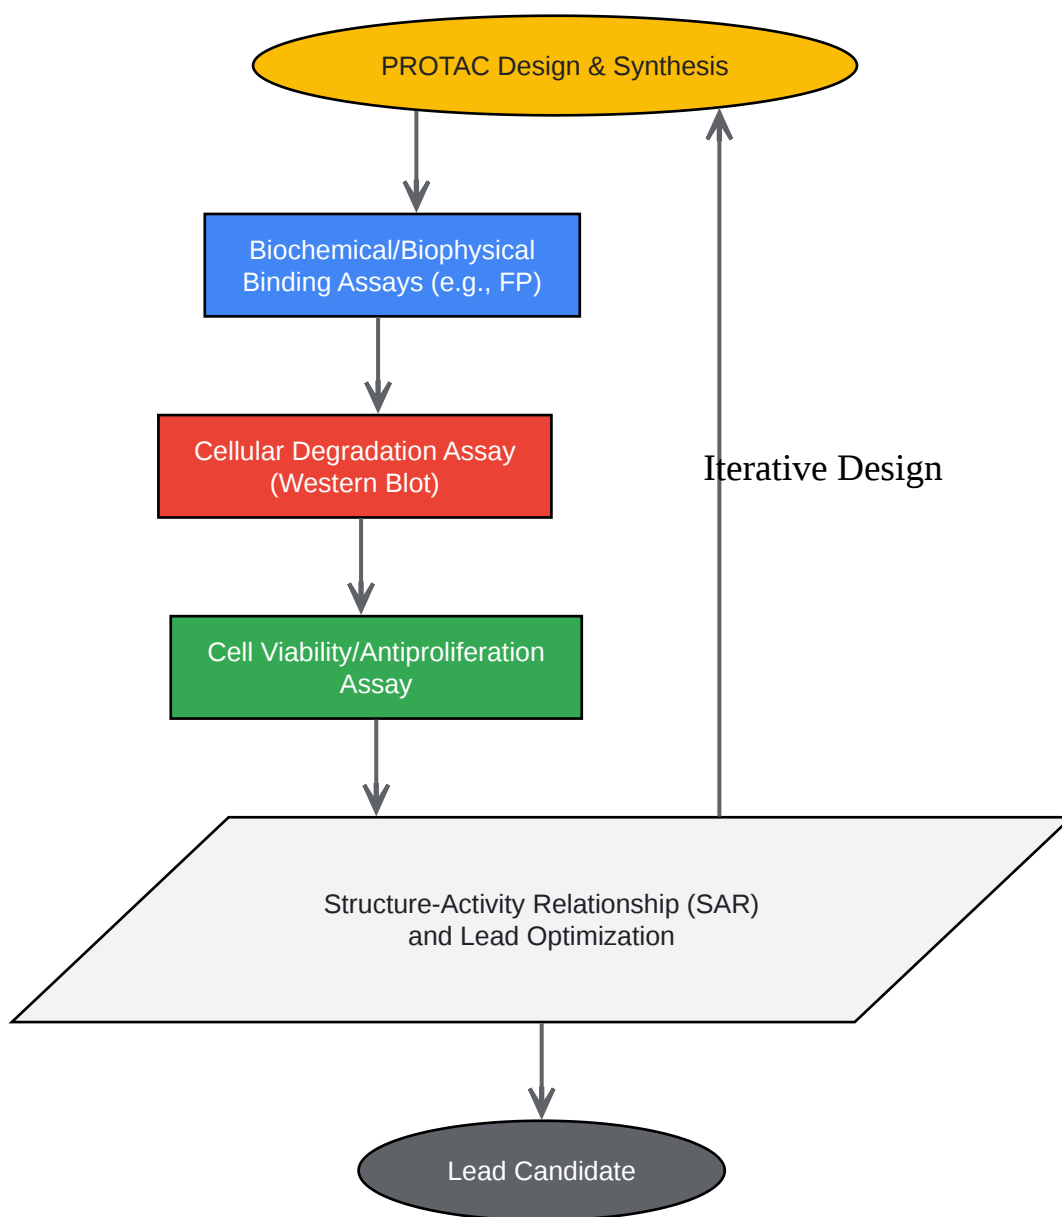 PROTAC Design & Synthesis
Biochemical/Biophysical
Binding Assays (e.g., FP)
Cellular Degradation Assay
(Western Blot)
Iterative Design
Cell Viability/Antiproliferation
Assay
Structure-Activity Relationship (SAR)
and Lead Optimization
Lead Candidate